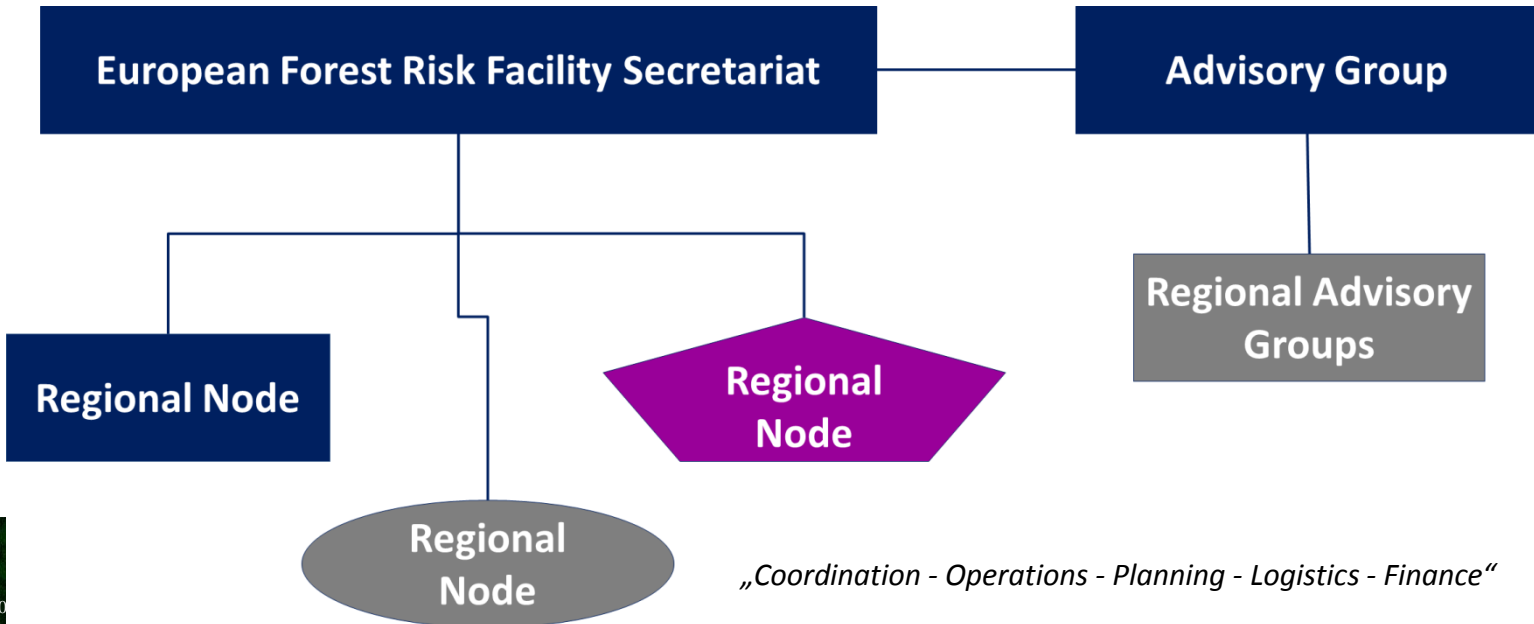 European Forest Risk Facility Secretariat
Advisory Group
Regional Advisory
Groups
Regional Node
Regional
Node
Regional
Node
„Coordination - Operations - Planning - Logistics - Finance“